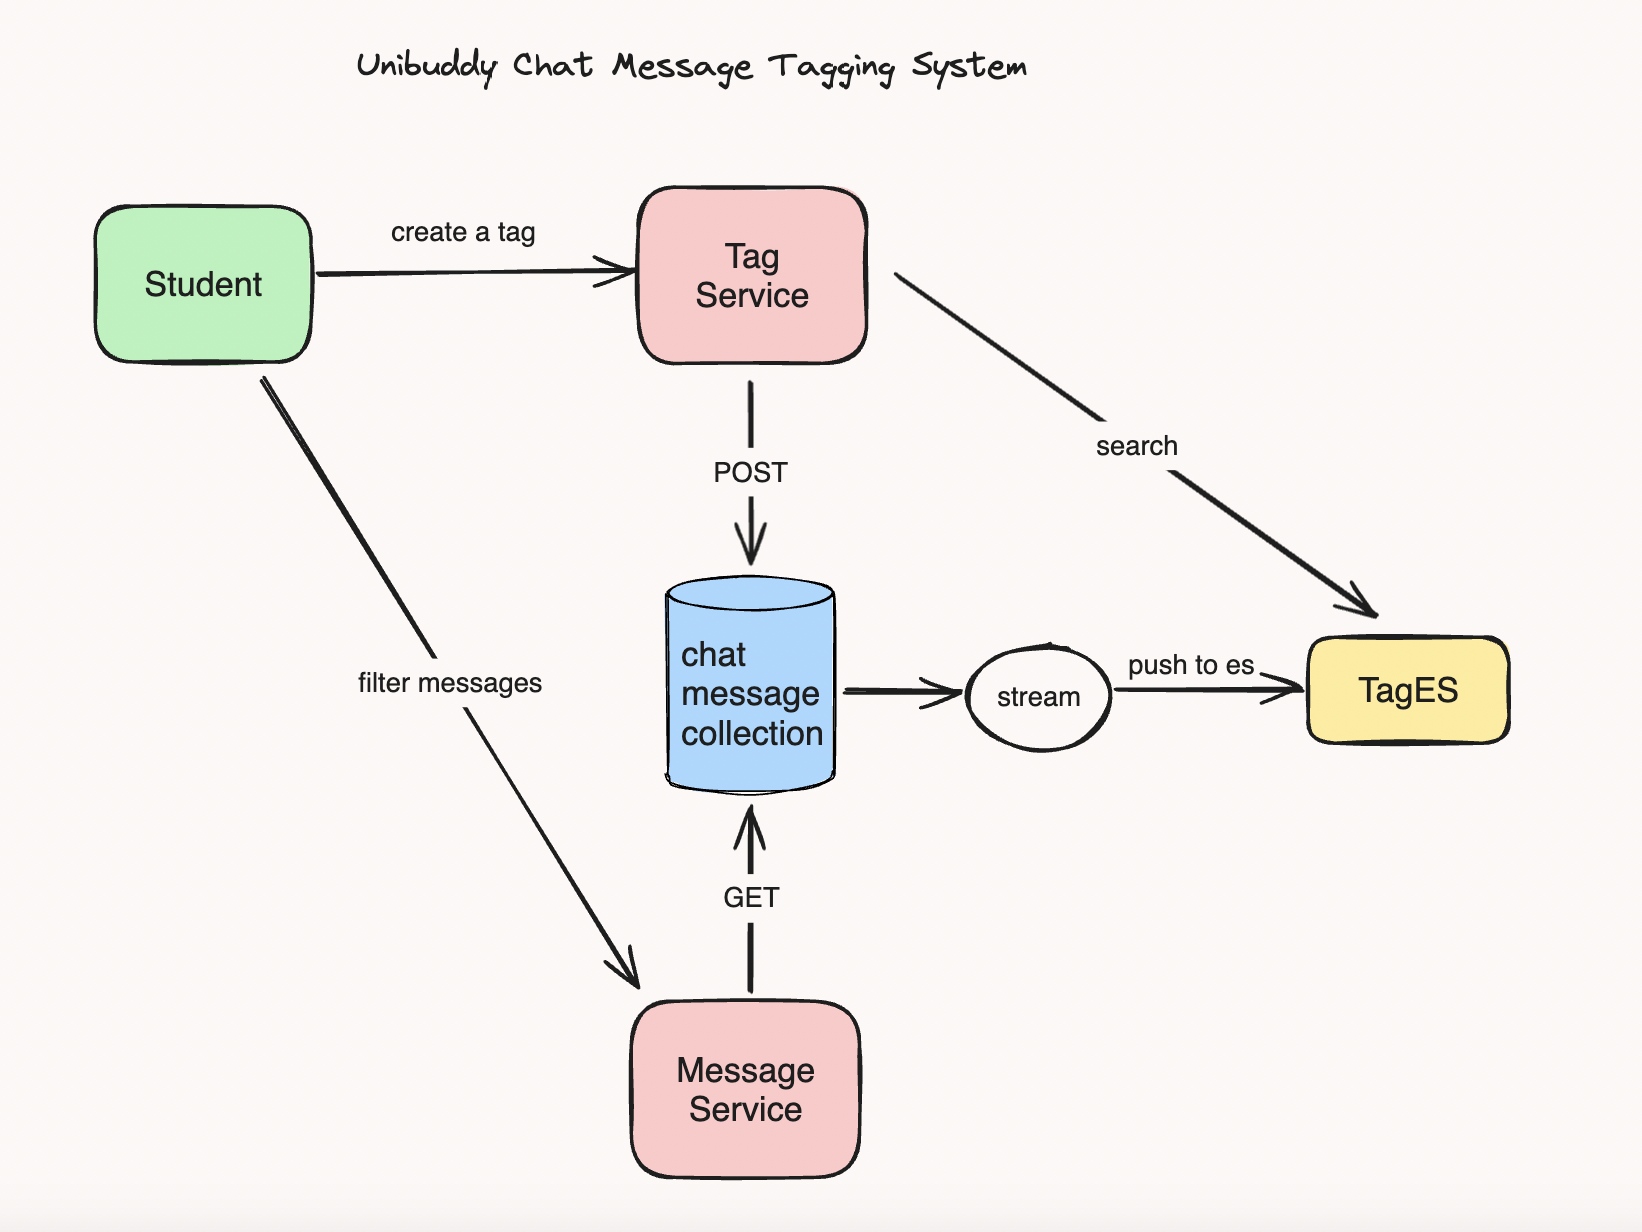 Unibuddy Chat Message Tagging System
create a tag
Student
Tag
Service
search
POST
filter messages
chat
message
collection
stream
push to es
TagES
GET
Message
Service